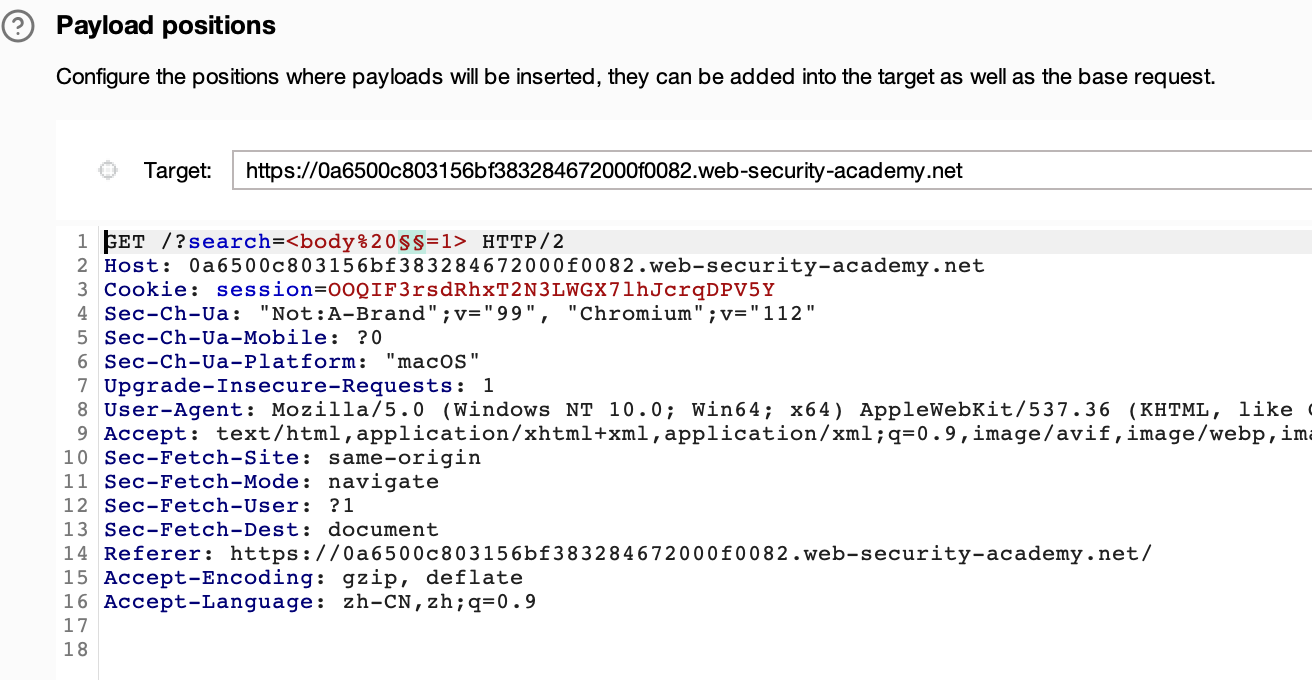 ?
Payload positions
Configure the positions where payloads will be inserted, they can be added into the target as well as the base request.
Target: https://0a6500c803156bf383284672000f0082.web-security-academy.net
1 GET /?search=<body%20§§=1> HTTP/2
2 Host: 0a6500c803156bf383284672000f0082.web-security-academy.net
3 Cookie: session=OOQIF3rsdRhxT2N3LWGX7lhJcrqDPV5Y
4 Sec-Ch-Ua: "Not:A-Brand";v="99", "Chromium";v="112"
5 Sec-Ch-Ua-Mobile: ?0
6 Sec-Ch-Ua-Platform: "macOS"
7 Upgrade-Insecure-Requests: 1
8 User-Agent: Mozilla/5.0 (Windows NT 10.0; Win64; x64) AppleWebKit/537.36 (KHTML, like
9 Accept: text/html,application/xhtml+xml,application/xml;q=0.9,image/avif,image/webp,
10 Sec-Fetch-Site: same-origin
11 Sec-Fetch-Mode: navigate
12 Sec-Fetch-User: ?1
13 Sec-Fetch-Dest: document
14 Referer: https://0a6500c803156bf383284672000f0082.web-security-academy.net/
15 Accept-Encoding: gzip, deflate
16 Accept-Language: zh-CN,zh;q=0.9
17
18